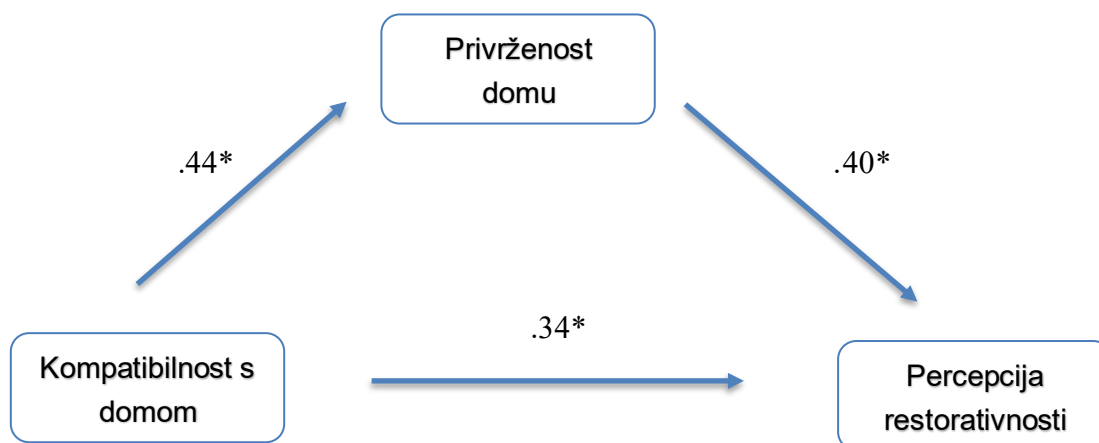 Privrženost
domu
.44*
.40*
.34*
Kompatibilnost s
domom
Percepcija
restorativnosti